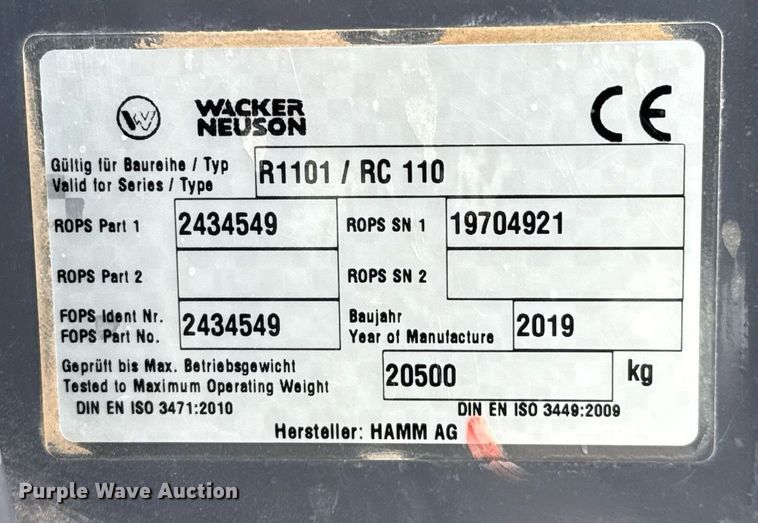 W WACKER
NEUSON
CE
Gültig für Baureihe / Typ
Valid for Series / Type
R1101 / RC 110
ROPS Part 1 2434549 ROPS SN 1 19704921
ROPS Part 2 ROPS SN 2
FOPS Ident Nr.
FOPS Part No.
2434549
Baujahr
Year of Manufacture
2019
Geprüft bis Max. Betriebsgewicht
Tested to Maximum Operating Weight
20500 kg
DIN EN ISO 3471:2010 DIN EN ISO 3449:2009
Hersteller: HAMM AG
Purple Wave Auction